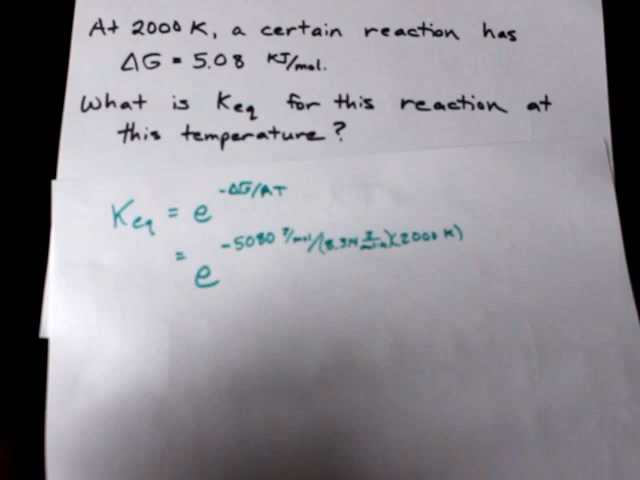 At 2000 K, a certain reaction has
ΔG = 5.08 KJ/mol.
What is Keq for this reaction at
this temperature?
Keq = e^-ΔG/RT
= e^-5080 J/mol/(8.314 J/mol·K)(2000 K)